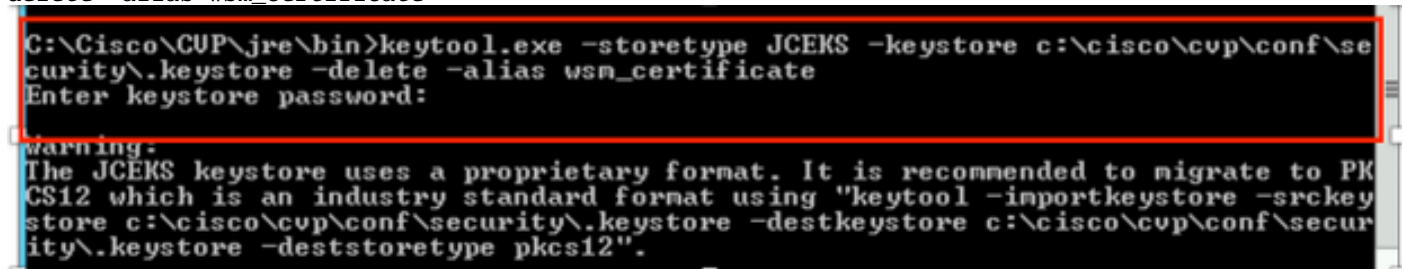 delete -alias wsm_certificate
C:\Cisco\CVP\jre\bin>keytool.exe -storetype JCEKS -keystore c:\cisco\cvp\conf\se
curity\.keystore -delete -alias wsm_certificate
Enter keystore password:
Warning:
The JCEKS keystore uses a proprietary format. It is recommended to migrate to PK
CS12 which is an industry standard format using "keytool -importkeystore -srckey
store c:\cisco\cvp\conf\security\.keystore -destkeystore c:\cisco\cvp\conf\secur
ity\.keystore -deststoretype pkcs12".